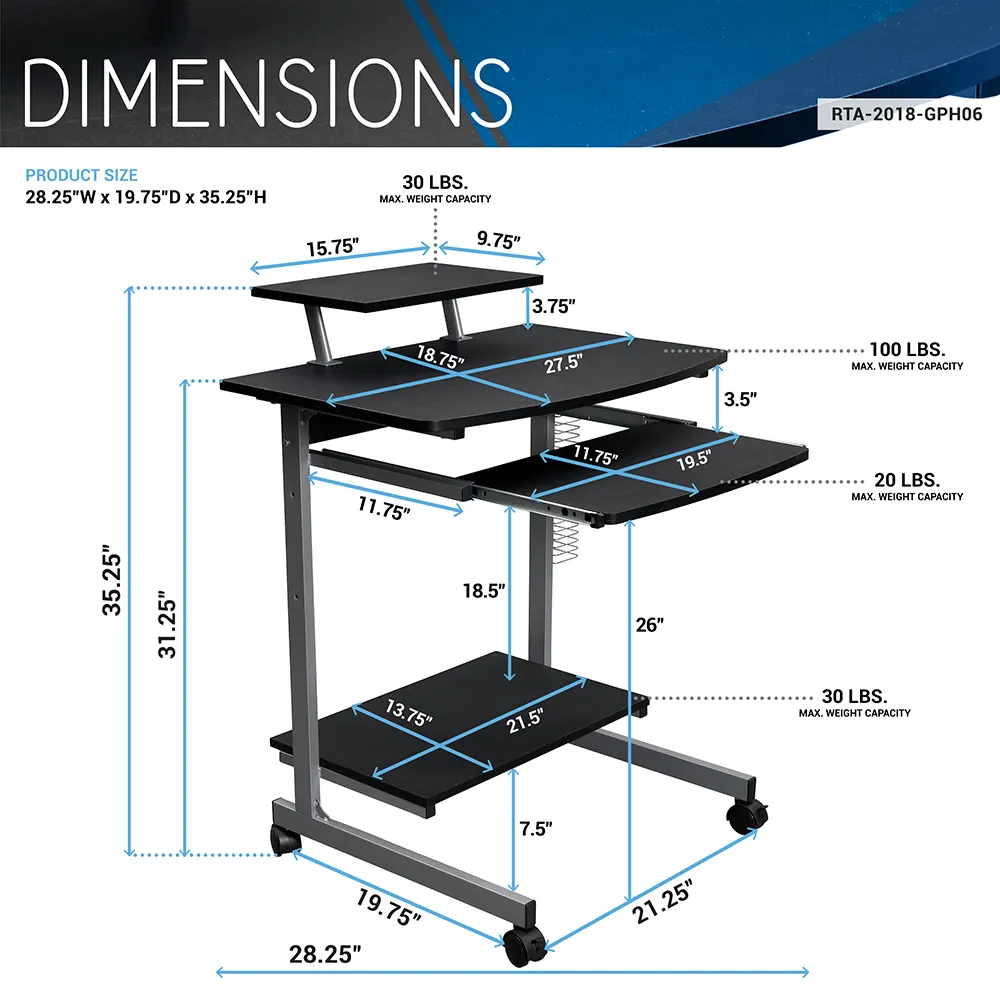 DIMENSIONS
RTA-2018-GPH06
PRODUCT SIZE
28.25"W x 19.75"D x 35.25"H
30 LBS.
MAX. WEIGHT CAPACITY
15.75"
9.75"
3.75"
18.75"
27.5"
100 LBS.
MAX. WEIGHT CAPACITY
3.5"
11.75"
19.5"
20 LBS.
MAX. WEIGHT CAPACITY
11.75"
35.25"
31.25"
18.5"
26"
13.75"
21.5"
30 LBS.
MAX. WEIGHT CAPACITY
7.5"
19.75"
21.25"
28.25"